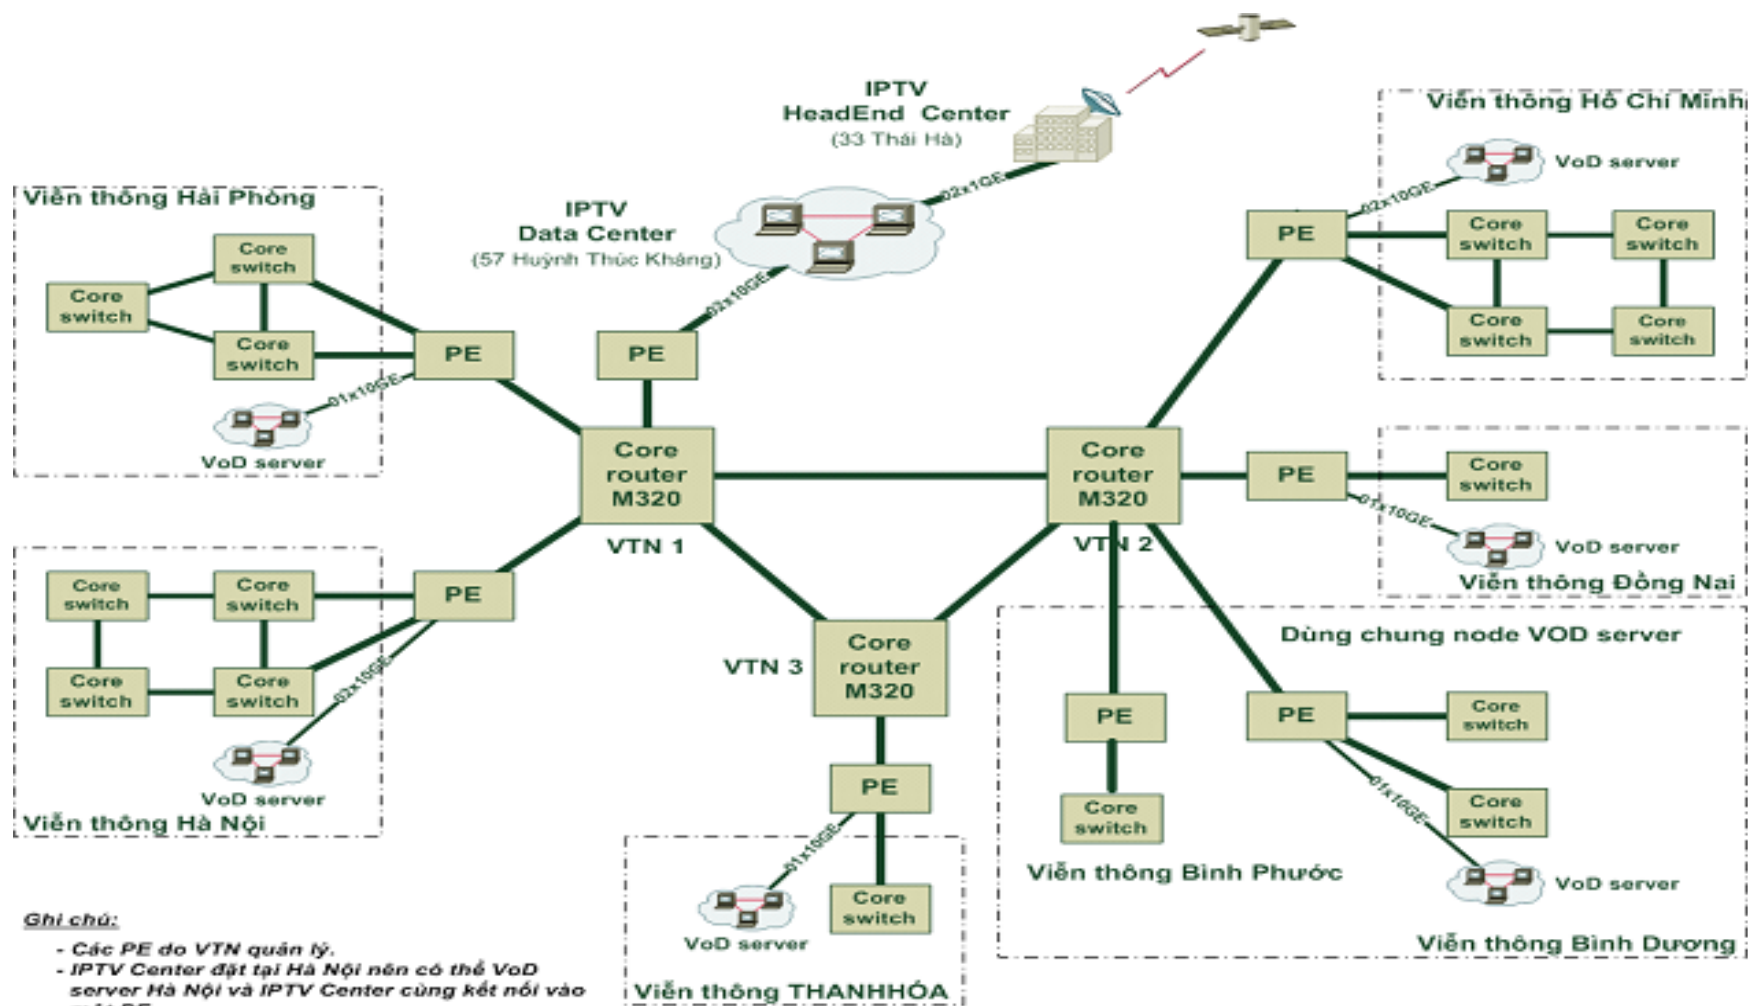 IPTV
HeadEnd Center
(33 Thái Hà)
02x1GE
IPTV
Data Center
(57 Huỳnh Thúc Kháng)
02x10GE
PE
Viễn thông Hải Phòng
Core
switch
Core
switch
Core
switch
PE
01x10GE
VoD server
Core
router
M320
VTN 1
Core
router
M320
VTN 2
VTN 3
Core
router
M320
Viễn thông Hồ Chí Minh
VoD server
02x10GE
PE
Core
switch
Core
switch
Core
switch
Core
switch
PE
Core
switch
01x10GE
VoD server
Viễn thông Đồng Nai
Core
switch
Core
switch
PE
Core
switch
Core
switch
02x10GE
VoD server
Viễn thông Hà Nội
Dùng chung node VOD server
PE
Core
switch
Viễn thông Bình Phước
PE
Core
switch
Core
switch
01x10GE
VoD server
Viễn thông Bình Dương
PE
01x10GE
Core
switch
VoD server
Viễn thông THANHHÓA
Ghi chú:
- Các PE do VTN quản lý.
- IPTV Center đặt tại Hà Nội nên có thể VoD
server Hà Nội và IPTV Center cùng kết nối vào